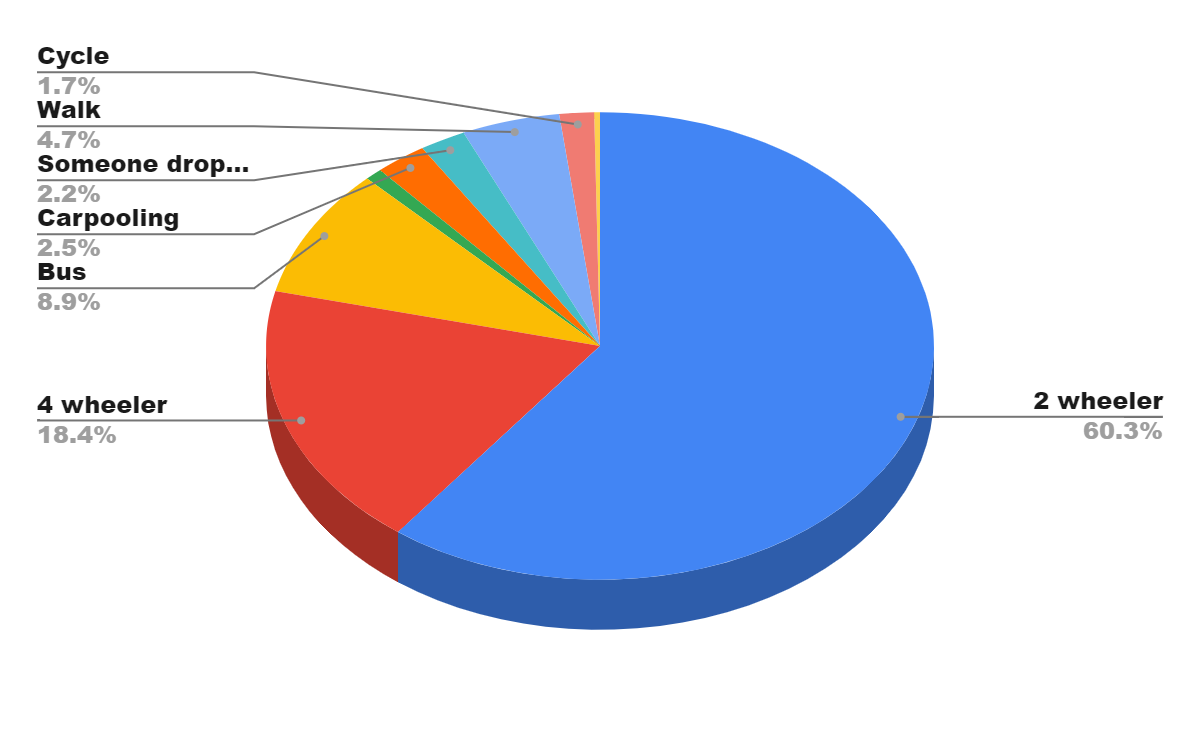 Cycle
1.7%
Walk
4.7%
Someone drop...
2.2%
Carpooling
2.5%
Bus
8.9%
4 wheeler
18.4%
2 wheeler
60.3%